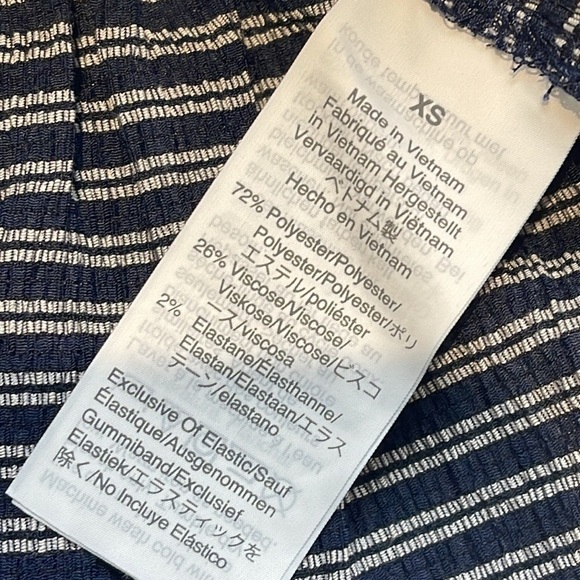 XS
Made in Vietnam
Fabriqué au Vietnam
in Vietnam Hergestellt
Vervaardigd in Viëtnam
ベトナム製
Hecho en Vietnam
72% Polyester/Polyester/
Polyester/Polyester/ポリ
エステル/poliéster
26% Viscose/Viscose/
Viskose/Viscose/ビスコ
ース/viscosa
2% Elastane/Elasthanne/
Elastan/Elastaan/エラス
テーン/elastano
Exclusive Of Elastic/Sauf
Élastique/Ausgenommen
Gummiband/Exclusief
Elastiek/エラスティックを
除く/No Incluye Elástico